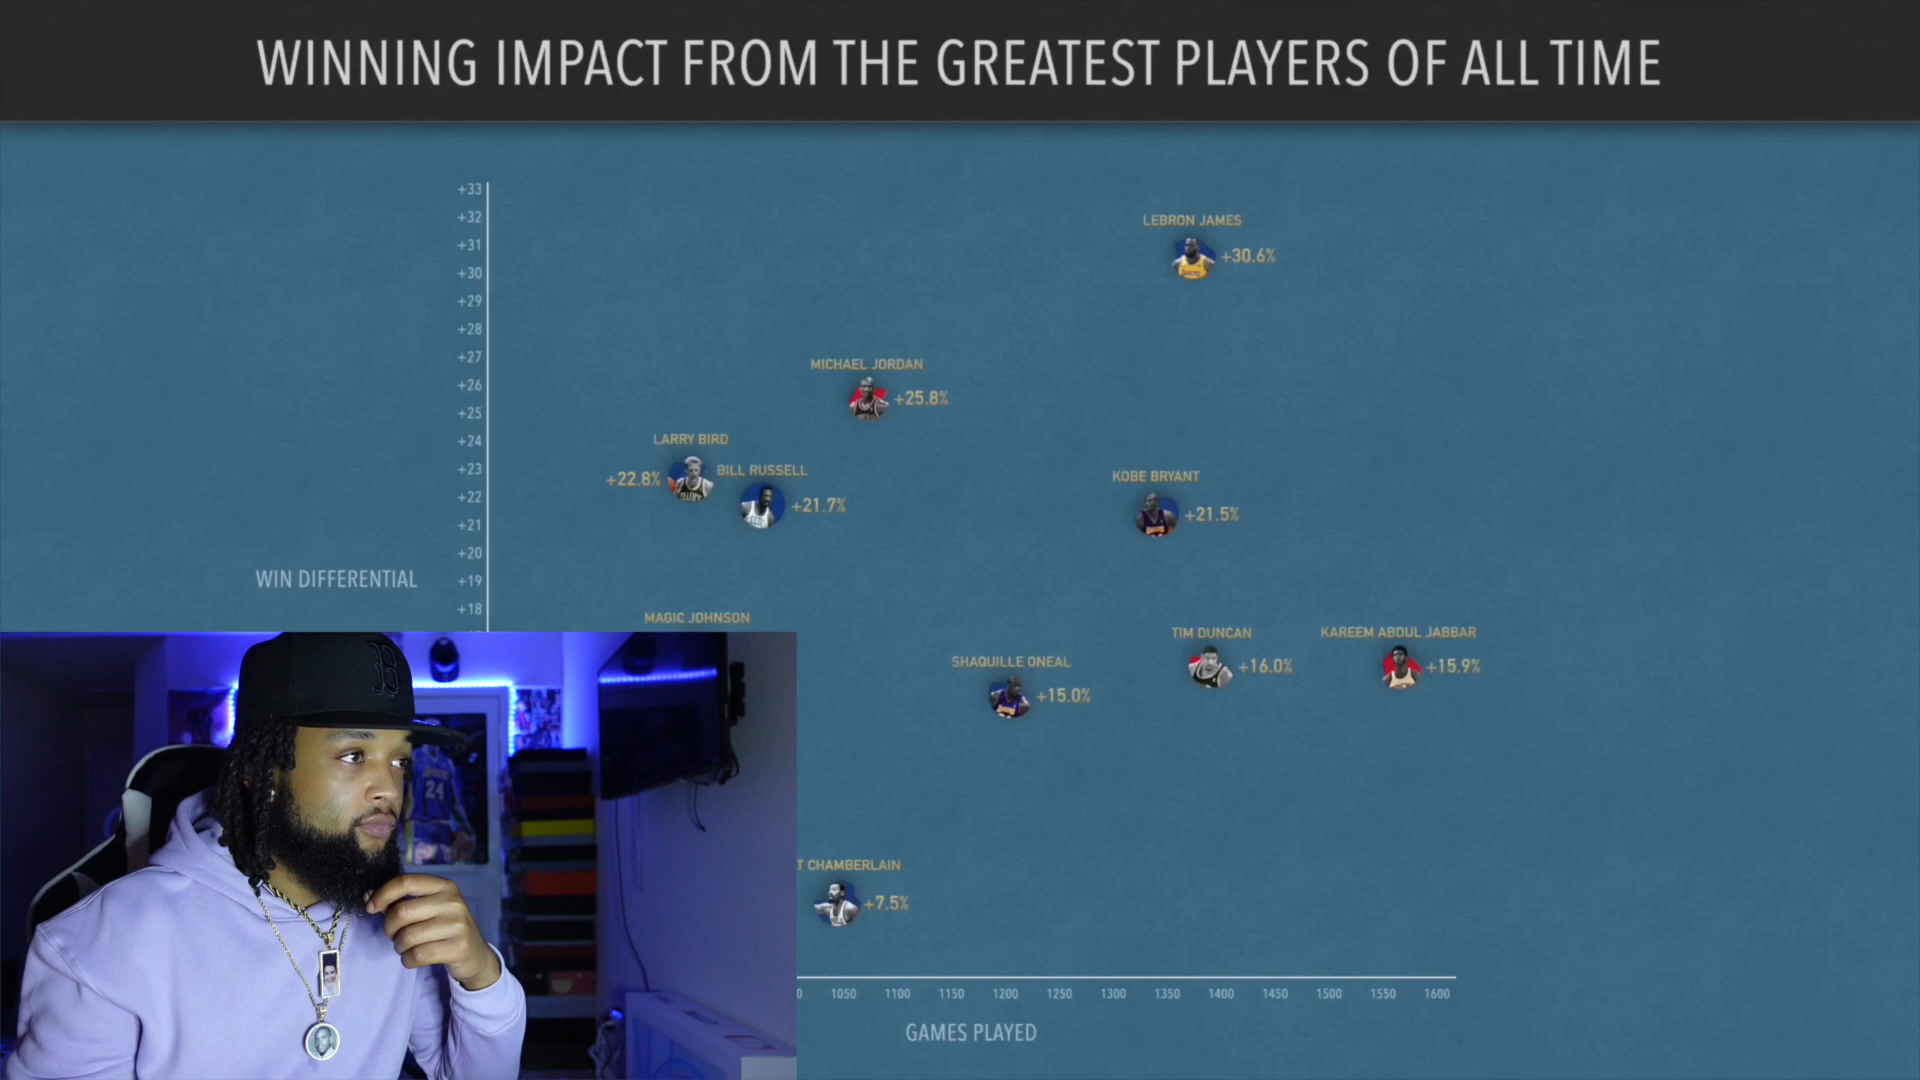 WINNING IMPACT FROM THE GREATEST PLAYERS OF ALL TIME
+33
+32
+31
+30
+29
+28
+27
+26
+25
+24
+23
+22
+21
+20
+19
+18
WIN DIFFERENTIAL
LEBRON JAMES
+30.6%
MICHAEL JORDAN
+25.8%
LARRY BIRD
+22.8%
BILL RUSSELL
+21.7%
KOBE BRYANT
+21.5%
MAGIC JOHNSON
TIM DUNCAN
+16.0%
KAREEM ABDUL JABBAR
+15.9%
SHAQUILLE ONEAL
+15.0%
T CHAMBERLAIN
+7.5%
0 1050 1100 1150 1200 1250 1300 1350 1400 1450 1500 1550 1600
GAMES PLAYED
24
B